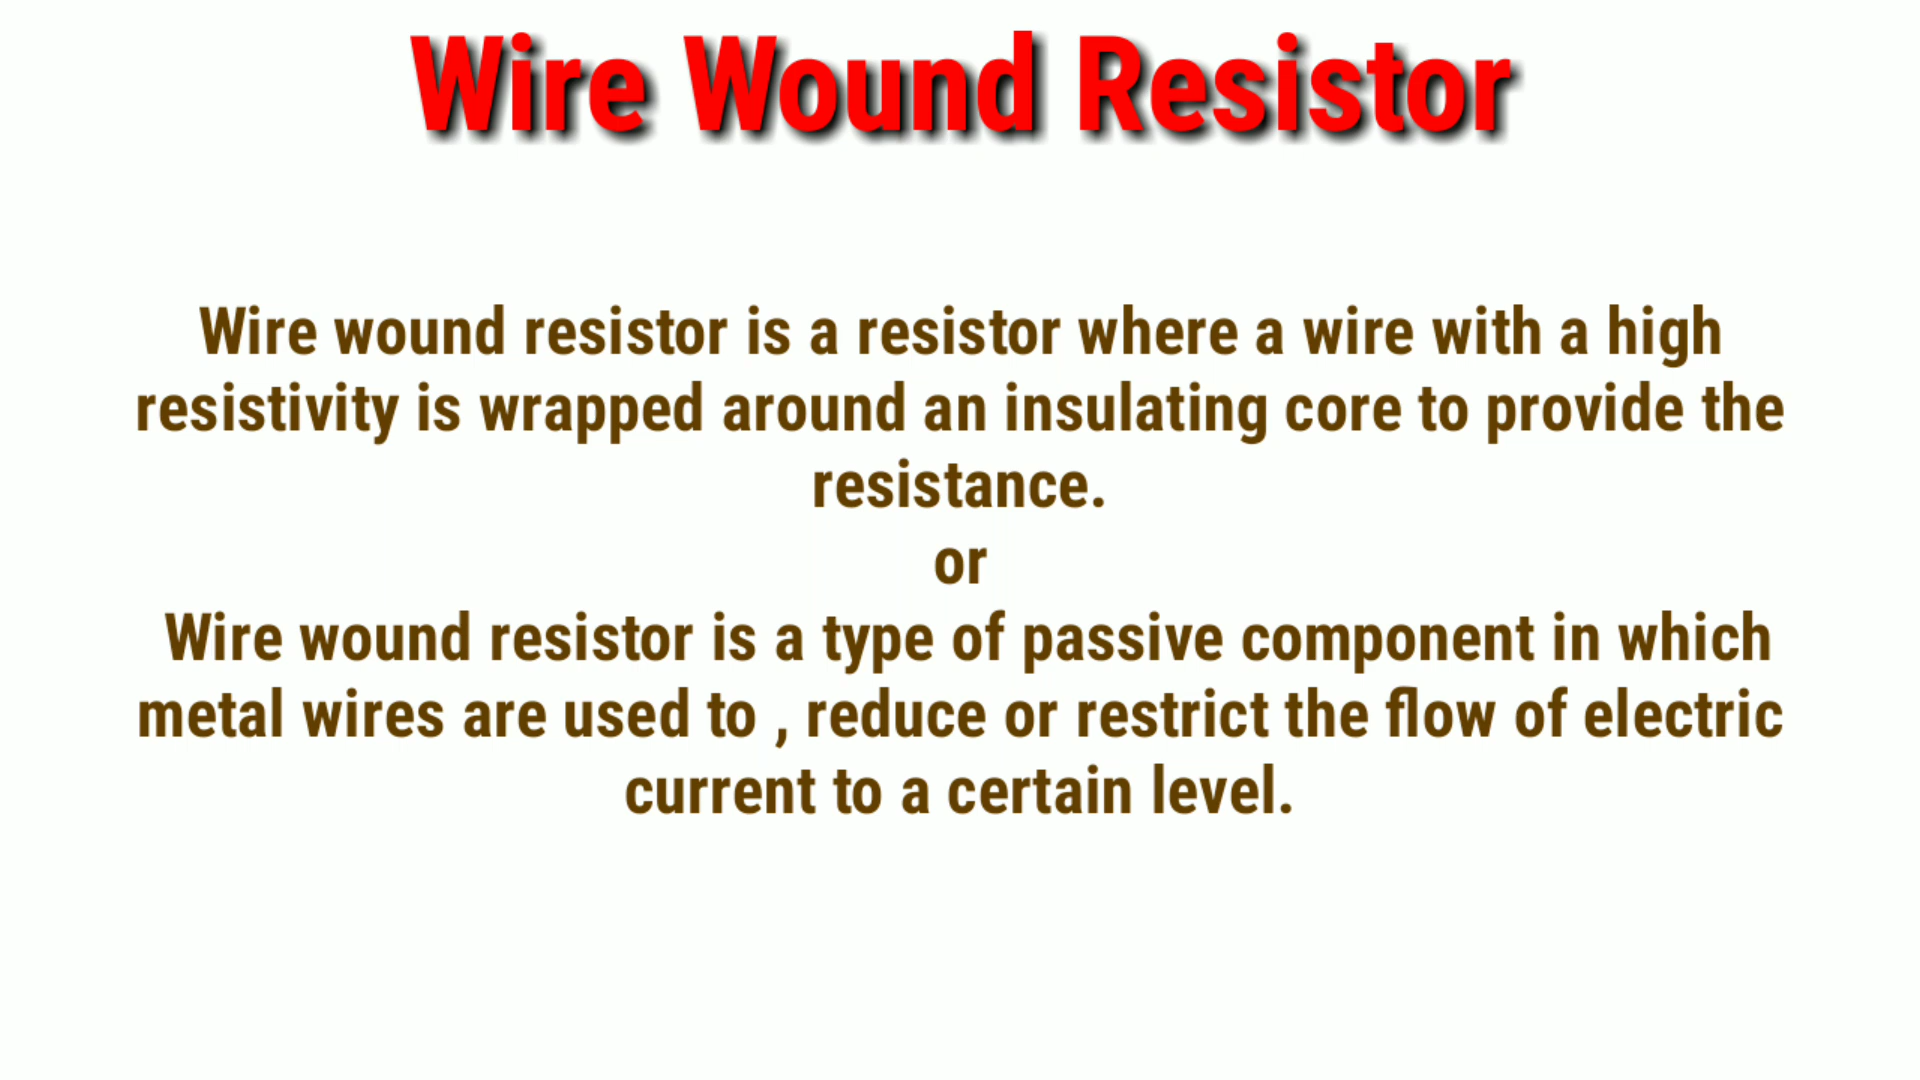 Wire Wound Resistor
Wire wound resistor is a resistor where a wire with a high
resistivity is wrapped around an insulating core to provide the
resistance.
or
Wire wound resistor is a type of passive component in which
metal wires are used to , reduce or restrict the flow of electric
current to a certain level.